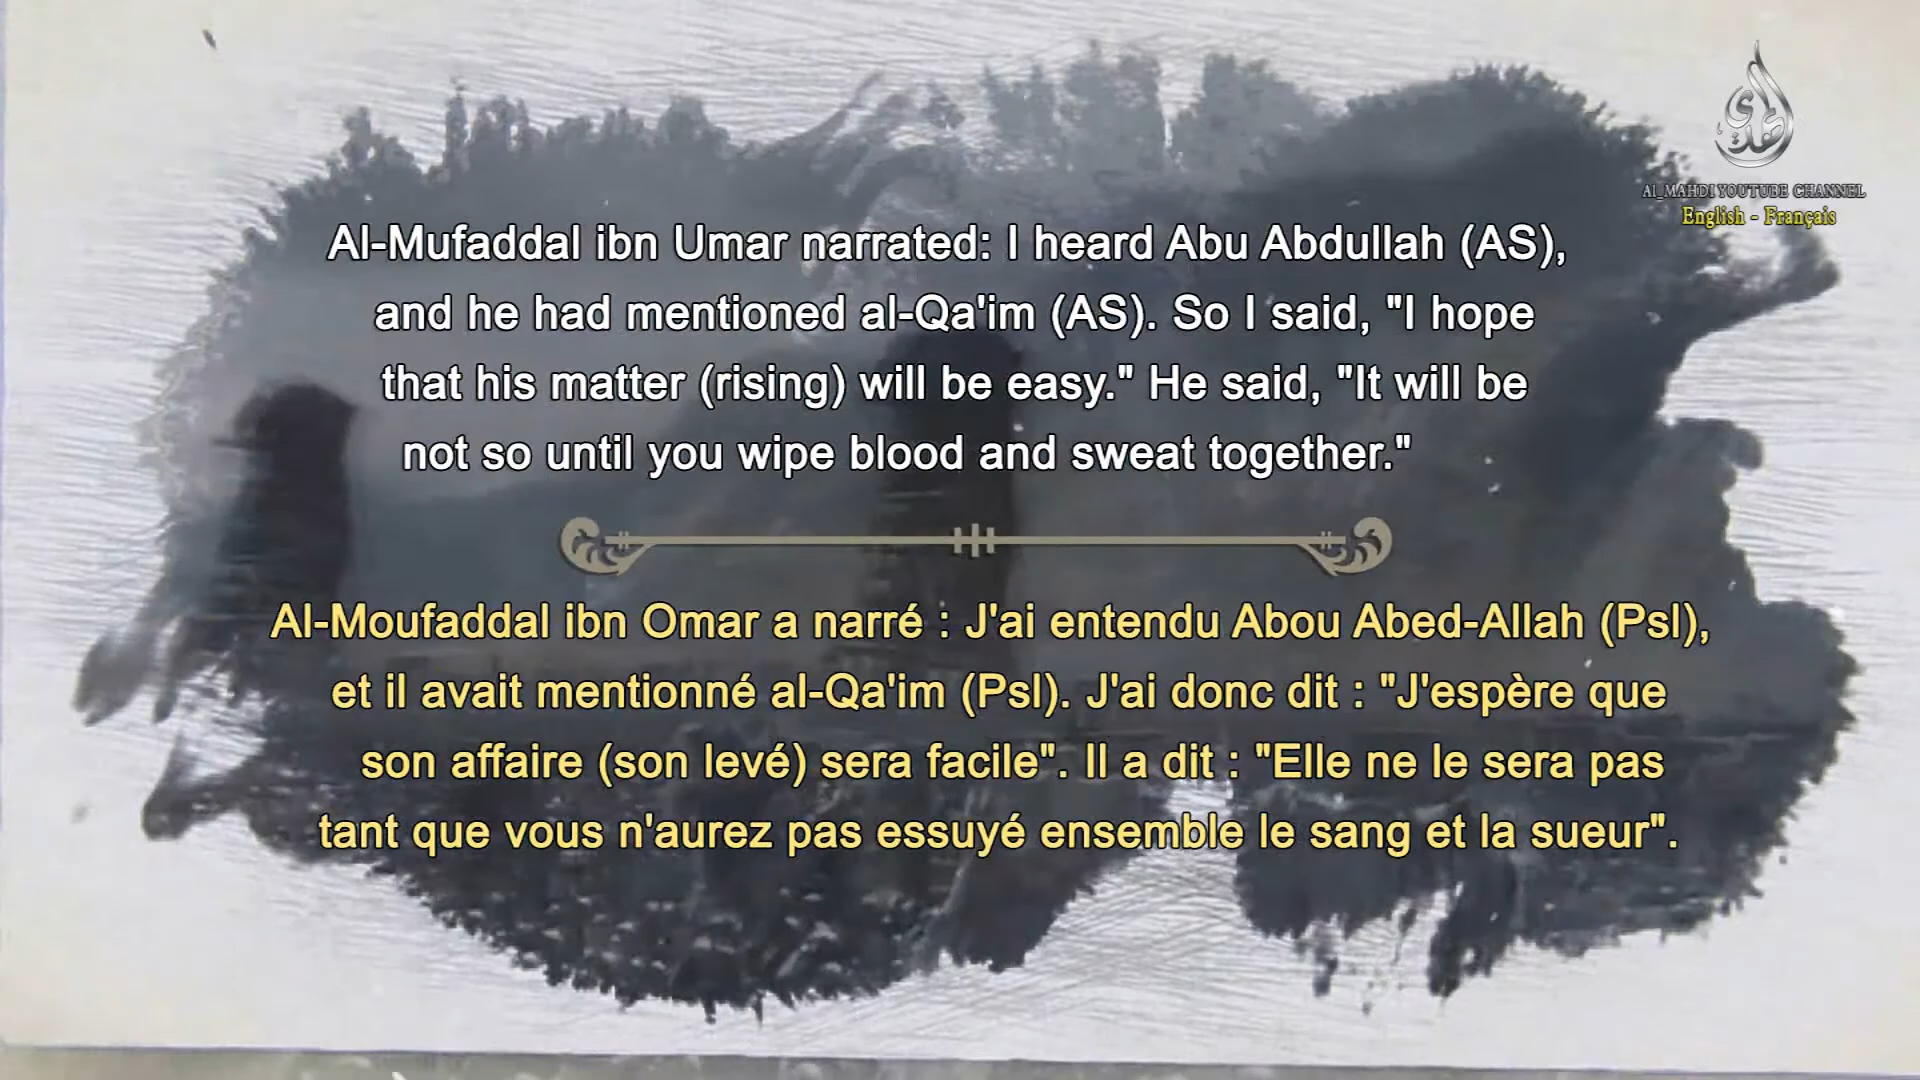 المهدي
Al_MAHDI YOUTUBE CHANNEL
English - Français
Al-Mufaddal ibn Umar narrated: I heard Abu Abdullah (AS),
and he had mentioned al-Qa'im (AS). So I said, "I hope
that his matter (rising) will be easy." He said, "It will be
not so until you wipe blood and sweat together."
Al-Moufaddal ibn Omar a narré : J'ai entendu Abou Abed-Allah (Psl),
et il avait mentionné al-Qa'im (Psl). J'ai donc dit : "J'espère que
son affaire (son levé) sera facile". Il a dit : "Elle ne le sera pas
tant que vous n'aurez pas essuyé ensemble le sang et la sueur".